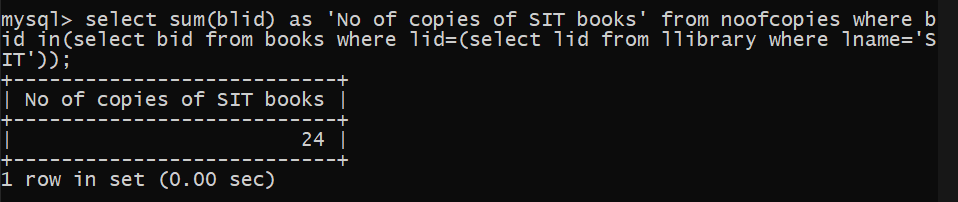 mysql> select sum(blid) as 'No of copies of SIT books' from noofcopies where b
id in(select bid from books where lid=(select lid from llibrary where lname='S
IT'));
+---------------------------+
| No of copies of SIT books |
+---------------------------+
|                        24 |
+---------------------------+
1 row in set (0.00 sec)